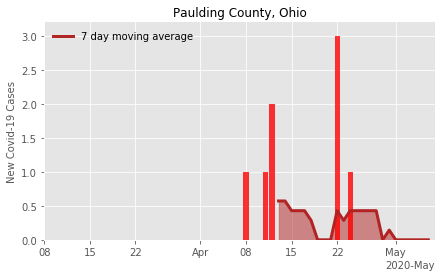 Paulding County, Ohio
7 day moving average
New Covid-19 Cases
3.0
2.5
2.0
1.5
1.0
0.5
0.0
08 15 22 Apr 08 15 22 May
2020-May